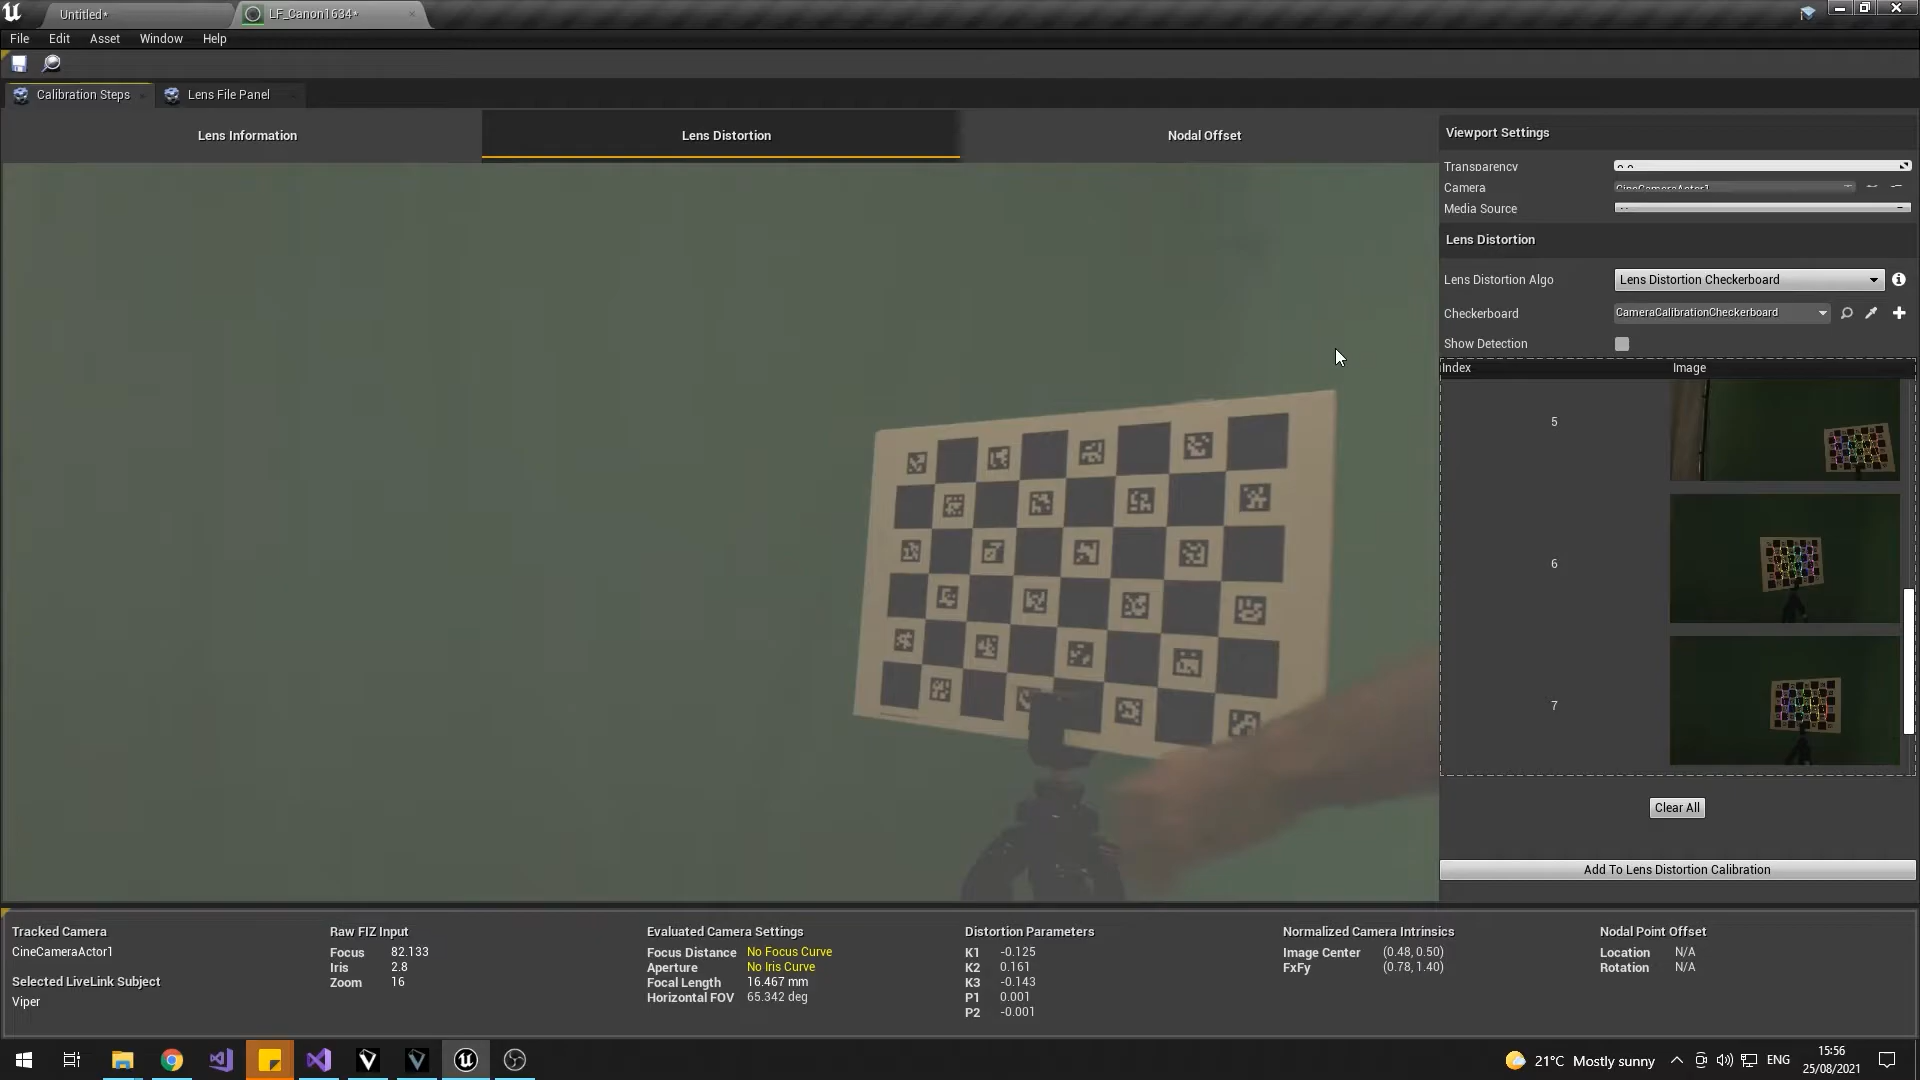 Untitled*
LF_Canon1634*
File Edit Asset Window Help
Calibration Steps
Lens File Panel
Lens Information
Lens Distortion
Nodal Offset
Viewport Settings
Transparency
Camera CineCameraActor1
Media Source
Lens Distortion
Lens Distortion Algo Lens Distortion Checkerboard
Checkerboard CameraCalibrationCheckerboard
Show Detection
Index Image
5
6
7
Clear All
Add To Lens Distortion Calibration
Tracked Camera
CineCameraActor1
Selected LiveLink Subject
Viper
Raw FIZ Input
Focus 82.133
Iris 2.8
Zoom 16
Evaluated Camera Settings
Focus Distance No Focus Curve
Aperture No Iris Curve
Focal Length 16.467 mm
Horizontal FOV 65.342 deg
Distortion Parameters
K1 -0.125
K2 0.161
K3 -0.143
P1 0.001
P2 -0.001
Normalized Camera Intrinsics
Image Center (0.48, 0.50)
FxFy (0.78, 1.40)
Nodal Point Offset
Location N/A
Rotation N/A
21°C Mostly sunny
ENG
15:56
25/08/2021